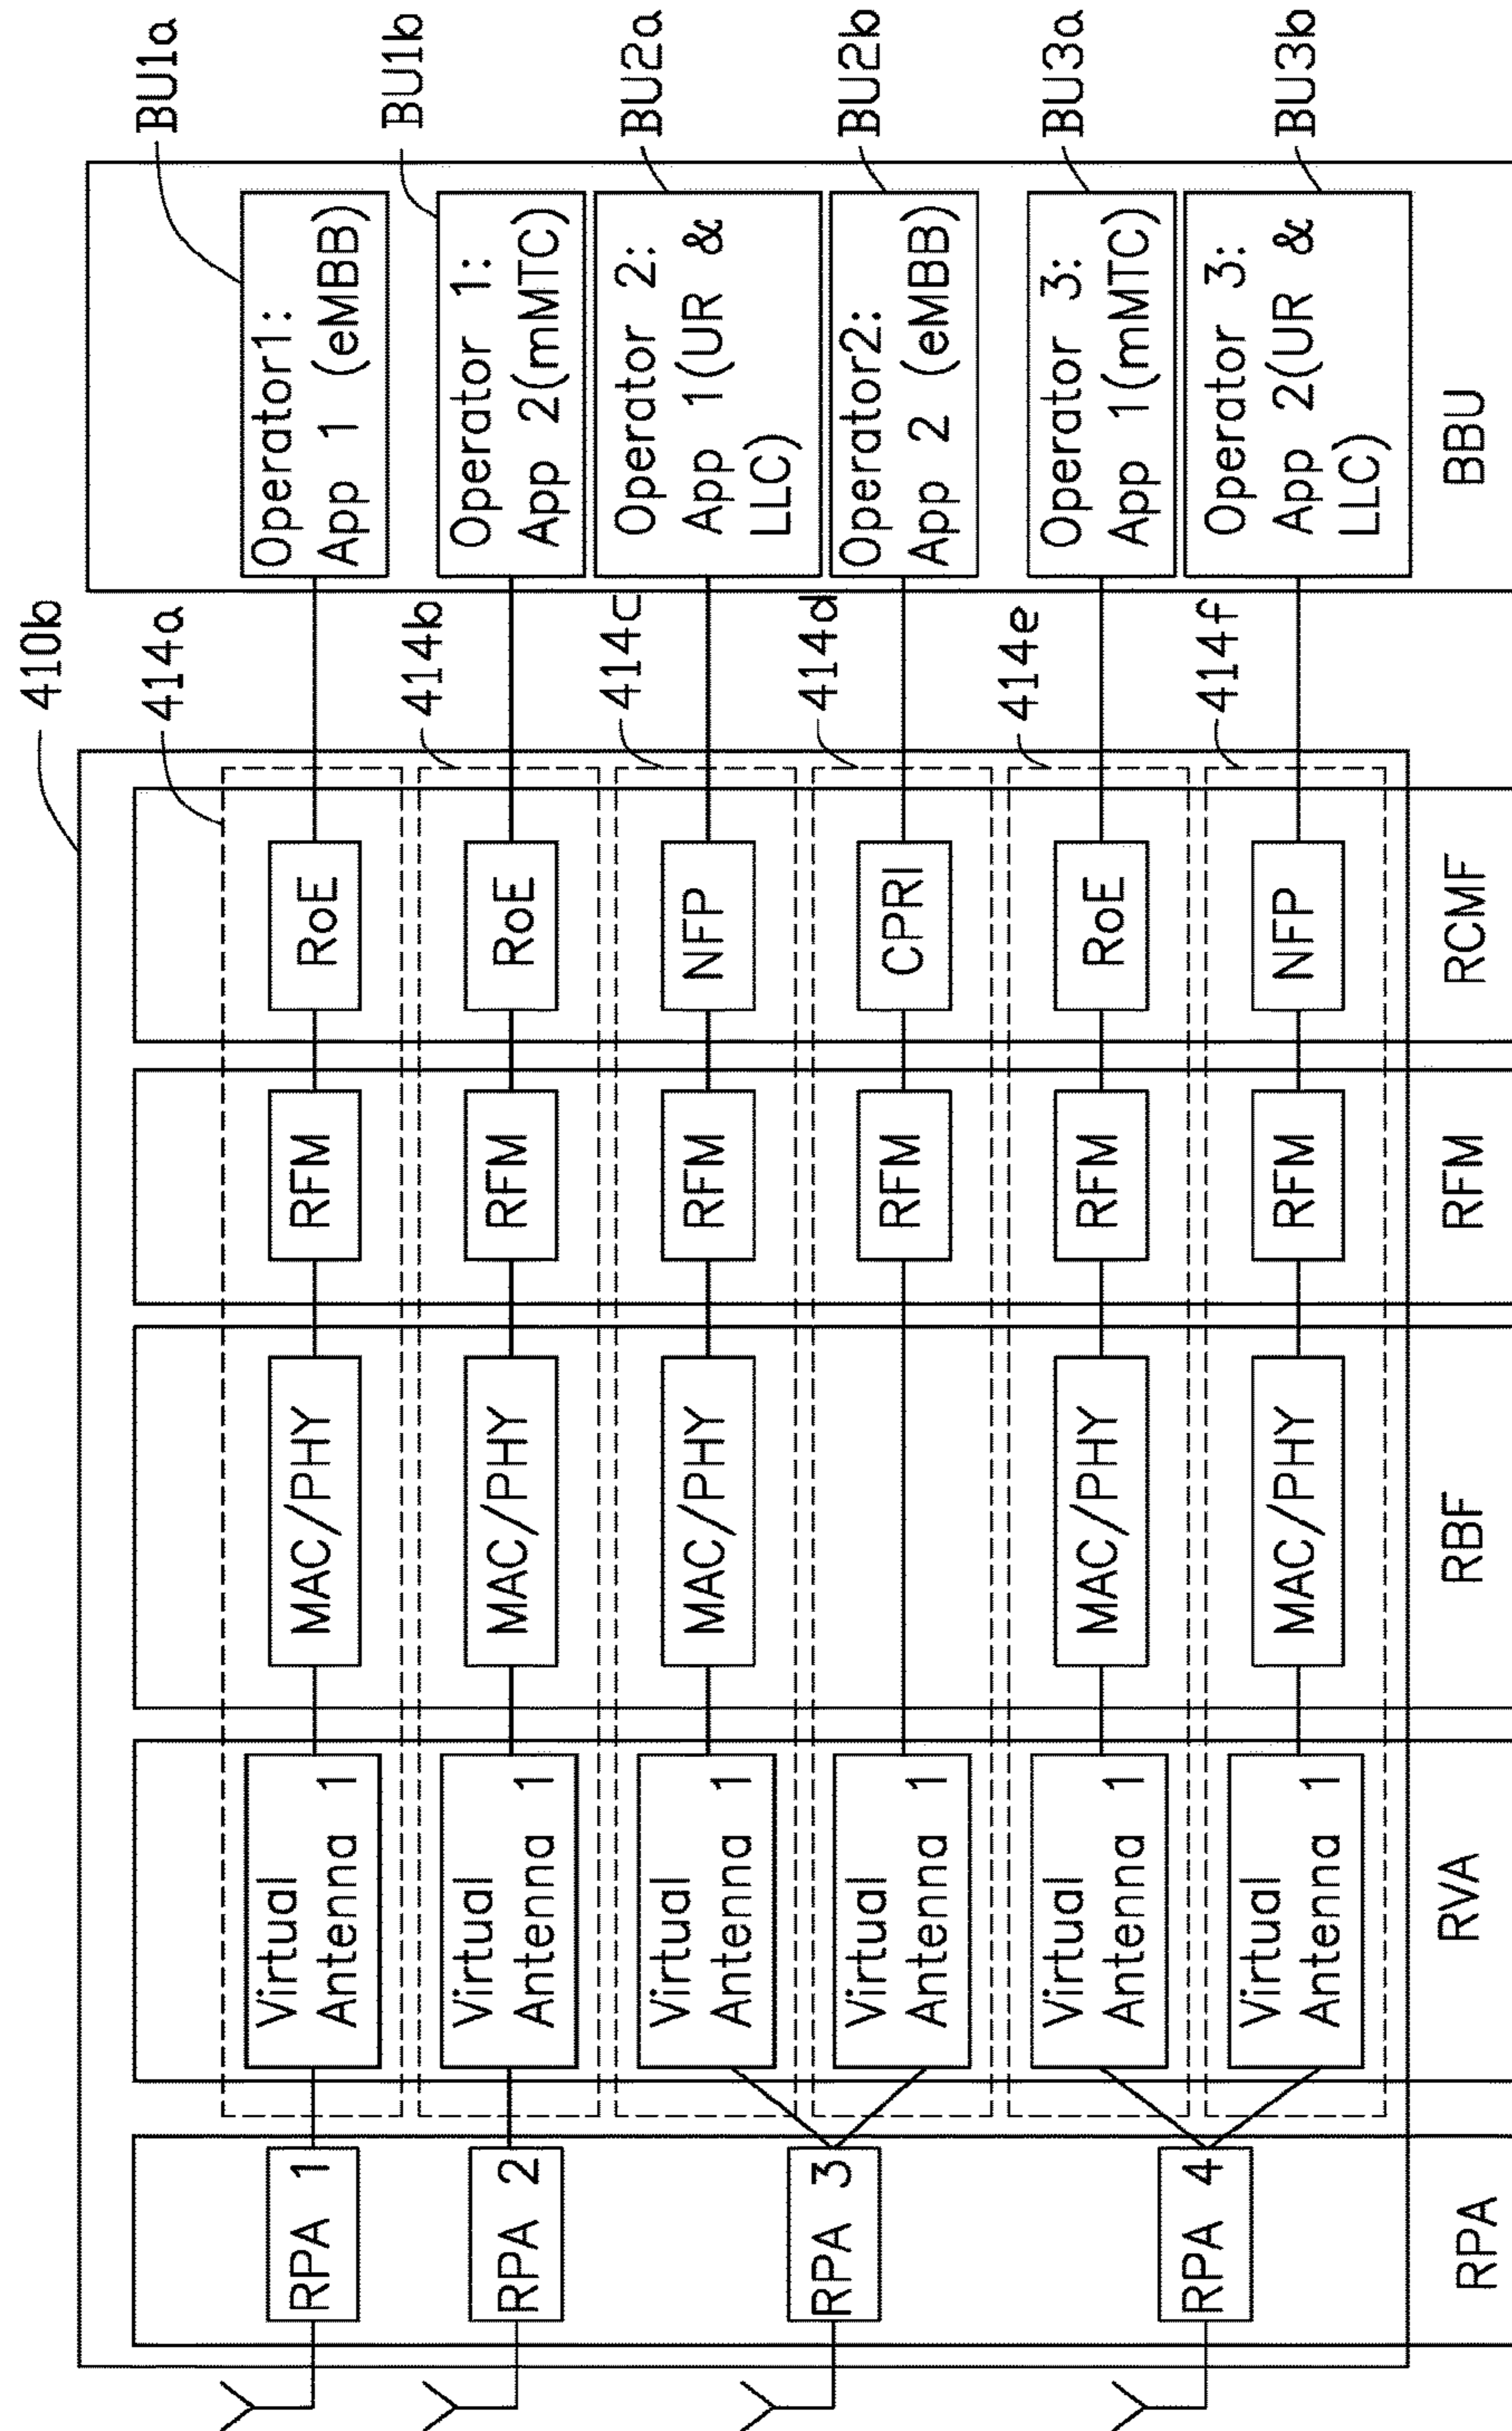 410b
414a
BU1a
RPA 1
Virtual
Antenna 1
MAC/PHY
RFM
RoE
Operator1:
App 1 (eMBB)
414b
BU1b
RPA 2
Virtual
Antenna 1
MAC/PHY
RFM
RoE
Operator 1:
App 2(mMTC)
414c
BU2a
RPA 3
Virtual
Antenna 1
MAC/PHY
RFM
NFP
Operator 2:
App 1(UR &
LLC)
414d
BU2b
Virtual
Antenna 1
RFM
CPRI
Operator2:
App 2 (eMBB)
414e
BU3a
RPA 4
Virtual
Antenna 1
MAC/PHY
RFM
RoE
Operator 3:
App 1(mMTC)
414f
BU3b
Virtual
Antenna 1
MAC/PHY
RFM
NFP
Operator 3:
App 2(UR &
LLC)
RPA
RVA
RBF
RFM
RCMF
BBU